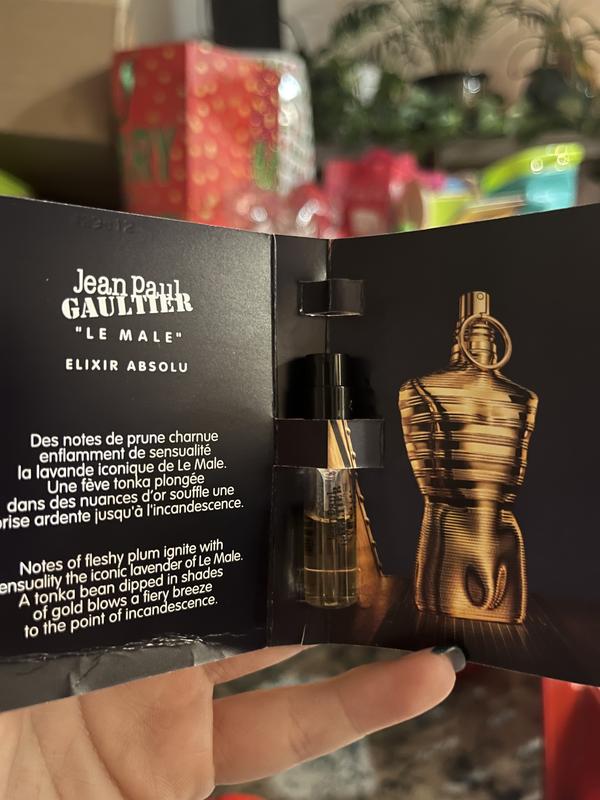 Jean Paul
GAULTIER
"LE MALE"
ELIXIR ABSOLU
Des notes de prune charnue
enflamment de sensualité
la lavande iconique de Le Male.
Une fève tonka plongée
dans des nuances d'or souffle une
ardente jusqu'à l'incandescence.
Notes of fleshy plum ignite with
the iconic lavender of Le Male.
A tonka bean dipped in shades
of gold blows a fiery breeze
to the point of incandescence.
RY